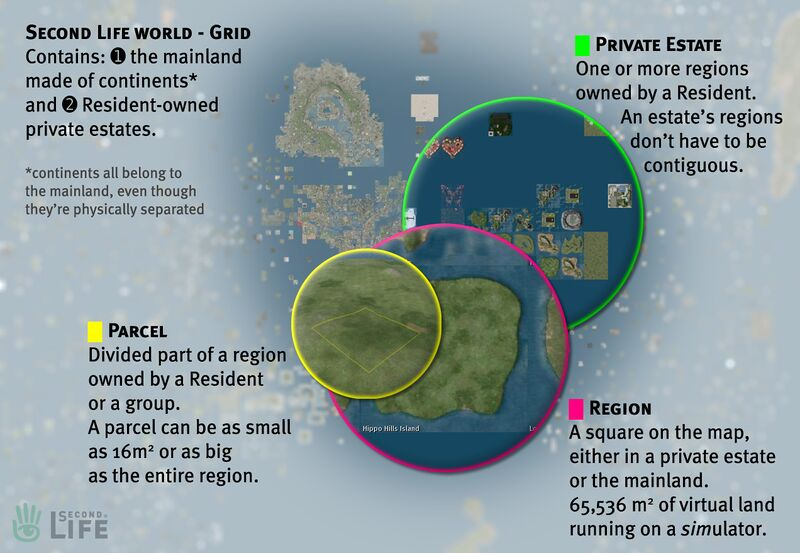 Second Life world - Grid
Contains: ❶ the mainland
made of continents*
and ❷ Resident-owned
private estates.
*continents all belong to
the mainland, even though
they're physically separated
Private Estate
One or more regions
owned by a Resident.
An estate's regions
don't have to be
contiguous.
Parcel
Divided part of a region
owned by a Resident
or a group.
A parcel can be as small
as 16m² or as big
as the entire region.
Hippo Hills Island
Region
A square on the map,
either in a private estate
or the mainland.
65,536 m² of virtual land
running on a simulator.
Second
Life